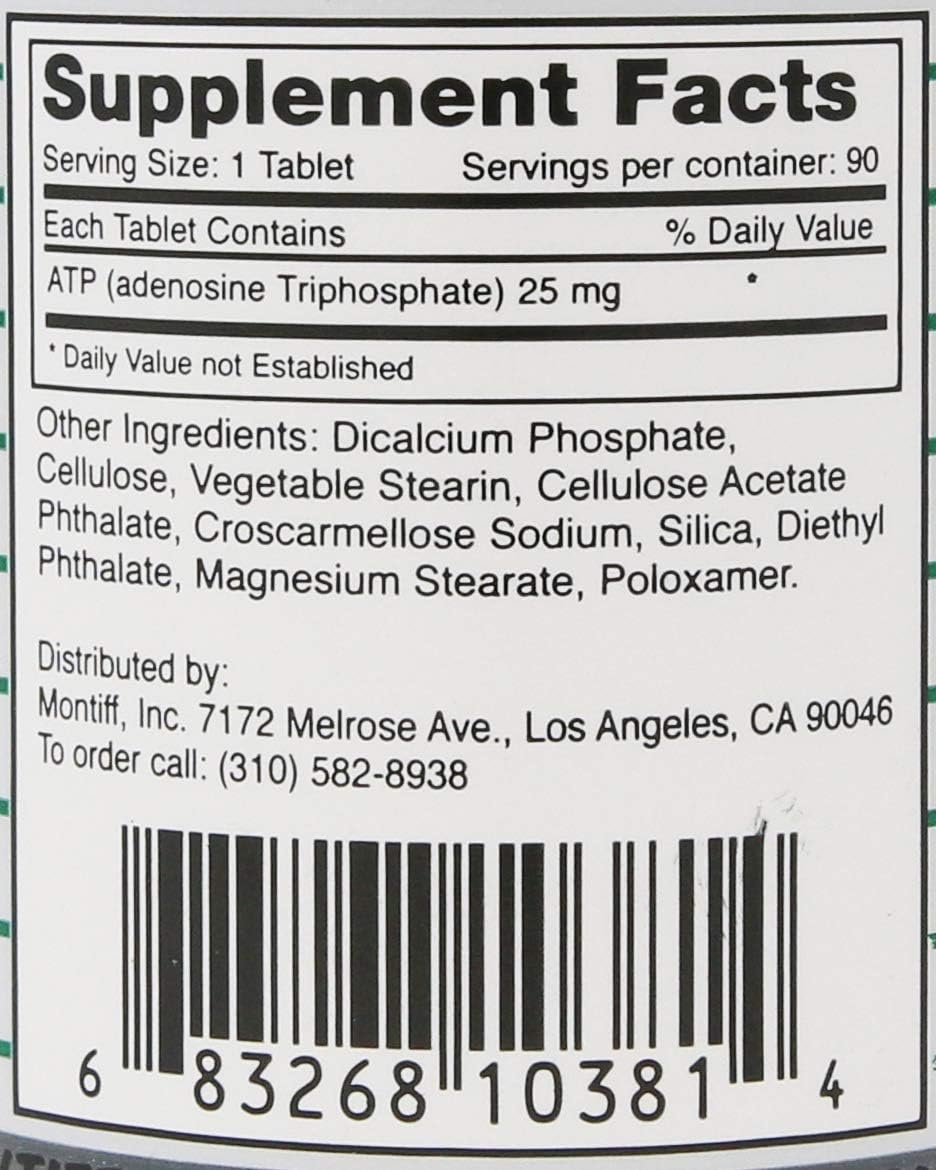 Supplement Facts
Serving Size: 1 Tablet Servings per container: 90
Each Tablet Contains % Daily Value
ATP (adenosine Triphosphate) 25 mg *
* Daily Value not Established
Other Ingredients: Dicalcium Phosphate,
Cellulose, Vegetable Stearin, Cellulose Acetate
Phthalate, Croscarmellose Sodium, Silica, Diethyl
Phthalate, Magnesium Stearate, Poloxamer.
Distributed by:
Montiff, Inc. 7172 Melrose Ave., Los Angeles, CA 90046
To order call: (310) 582-8938
6 83268 10381 4